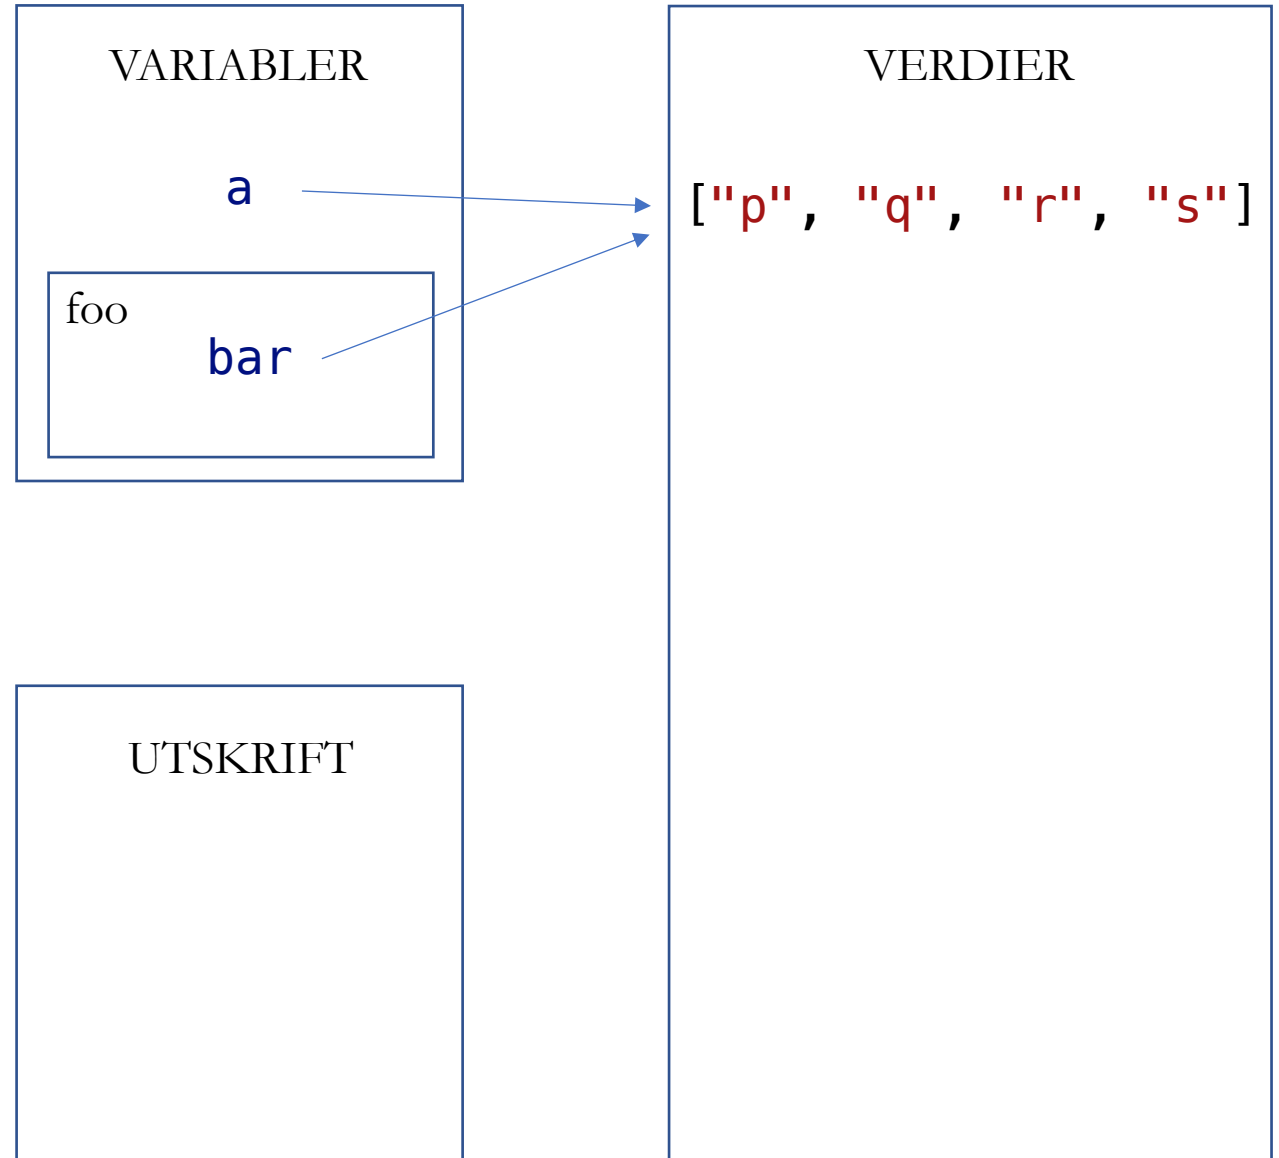 VARIABLER
a
foo
bar
UTSKRIFT
VERDIER
["p", "q", "r", "s"]